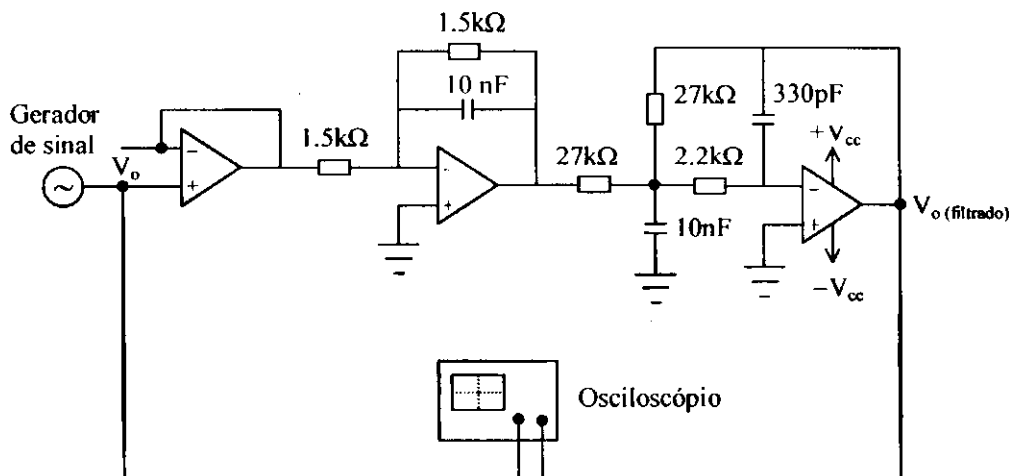 1.5kΩ
10 nF
Gerador
de sinal
Vo
1.5kΩ
27kΩ
27kΩ
330pF
2.2kΩ
10nF
+Vcc
−Vcc
Vo (filtrado)
Osciloscópio